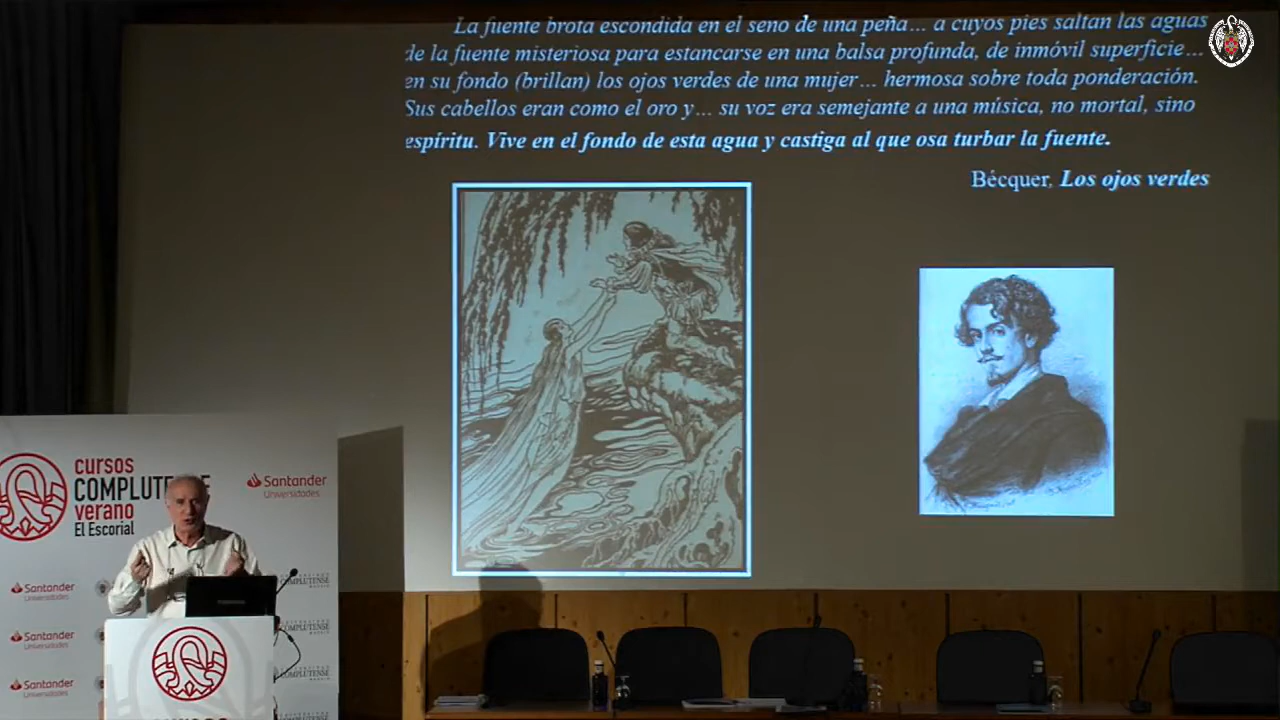 La fuente brota escondida en el seno de una peña... a cuyos pies saltan las aguas
de la fuente misteriosa para estancarse en una balsa profunda, de inmóvil superficie...
en su fondo (brillan) los ojos verdes de una mujer... hermosa sobre toda ponderación.
Sus cabellos eran como el oro y... su voz era semejante a una música, no mortal, sino
espíritu. Vive en el fondo de esta agua y castiga al que osa turbar la fuente.
Bécquer, Los ojos verdes
cursos
COMPLUTE E
verano
El Escorial
Santander
Universidades
Santander
Universidades
COMPLUTENSE
Santander
Universidades
COMPLUTENSE
Santander
Universidades
COMPLUTENSE